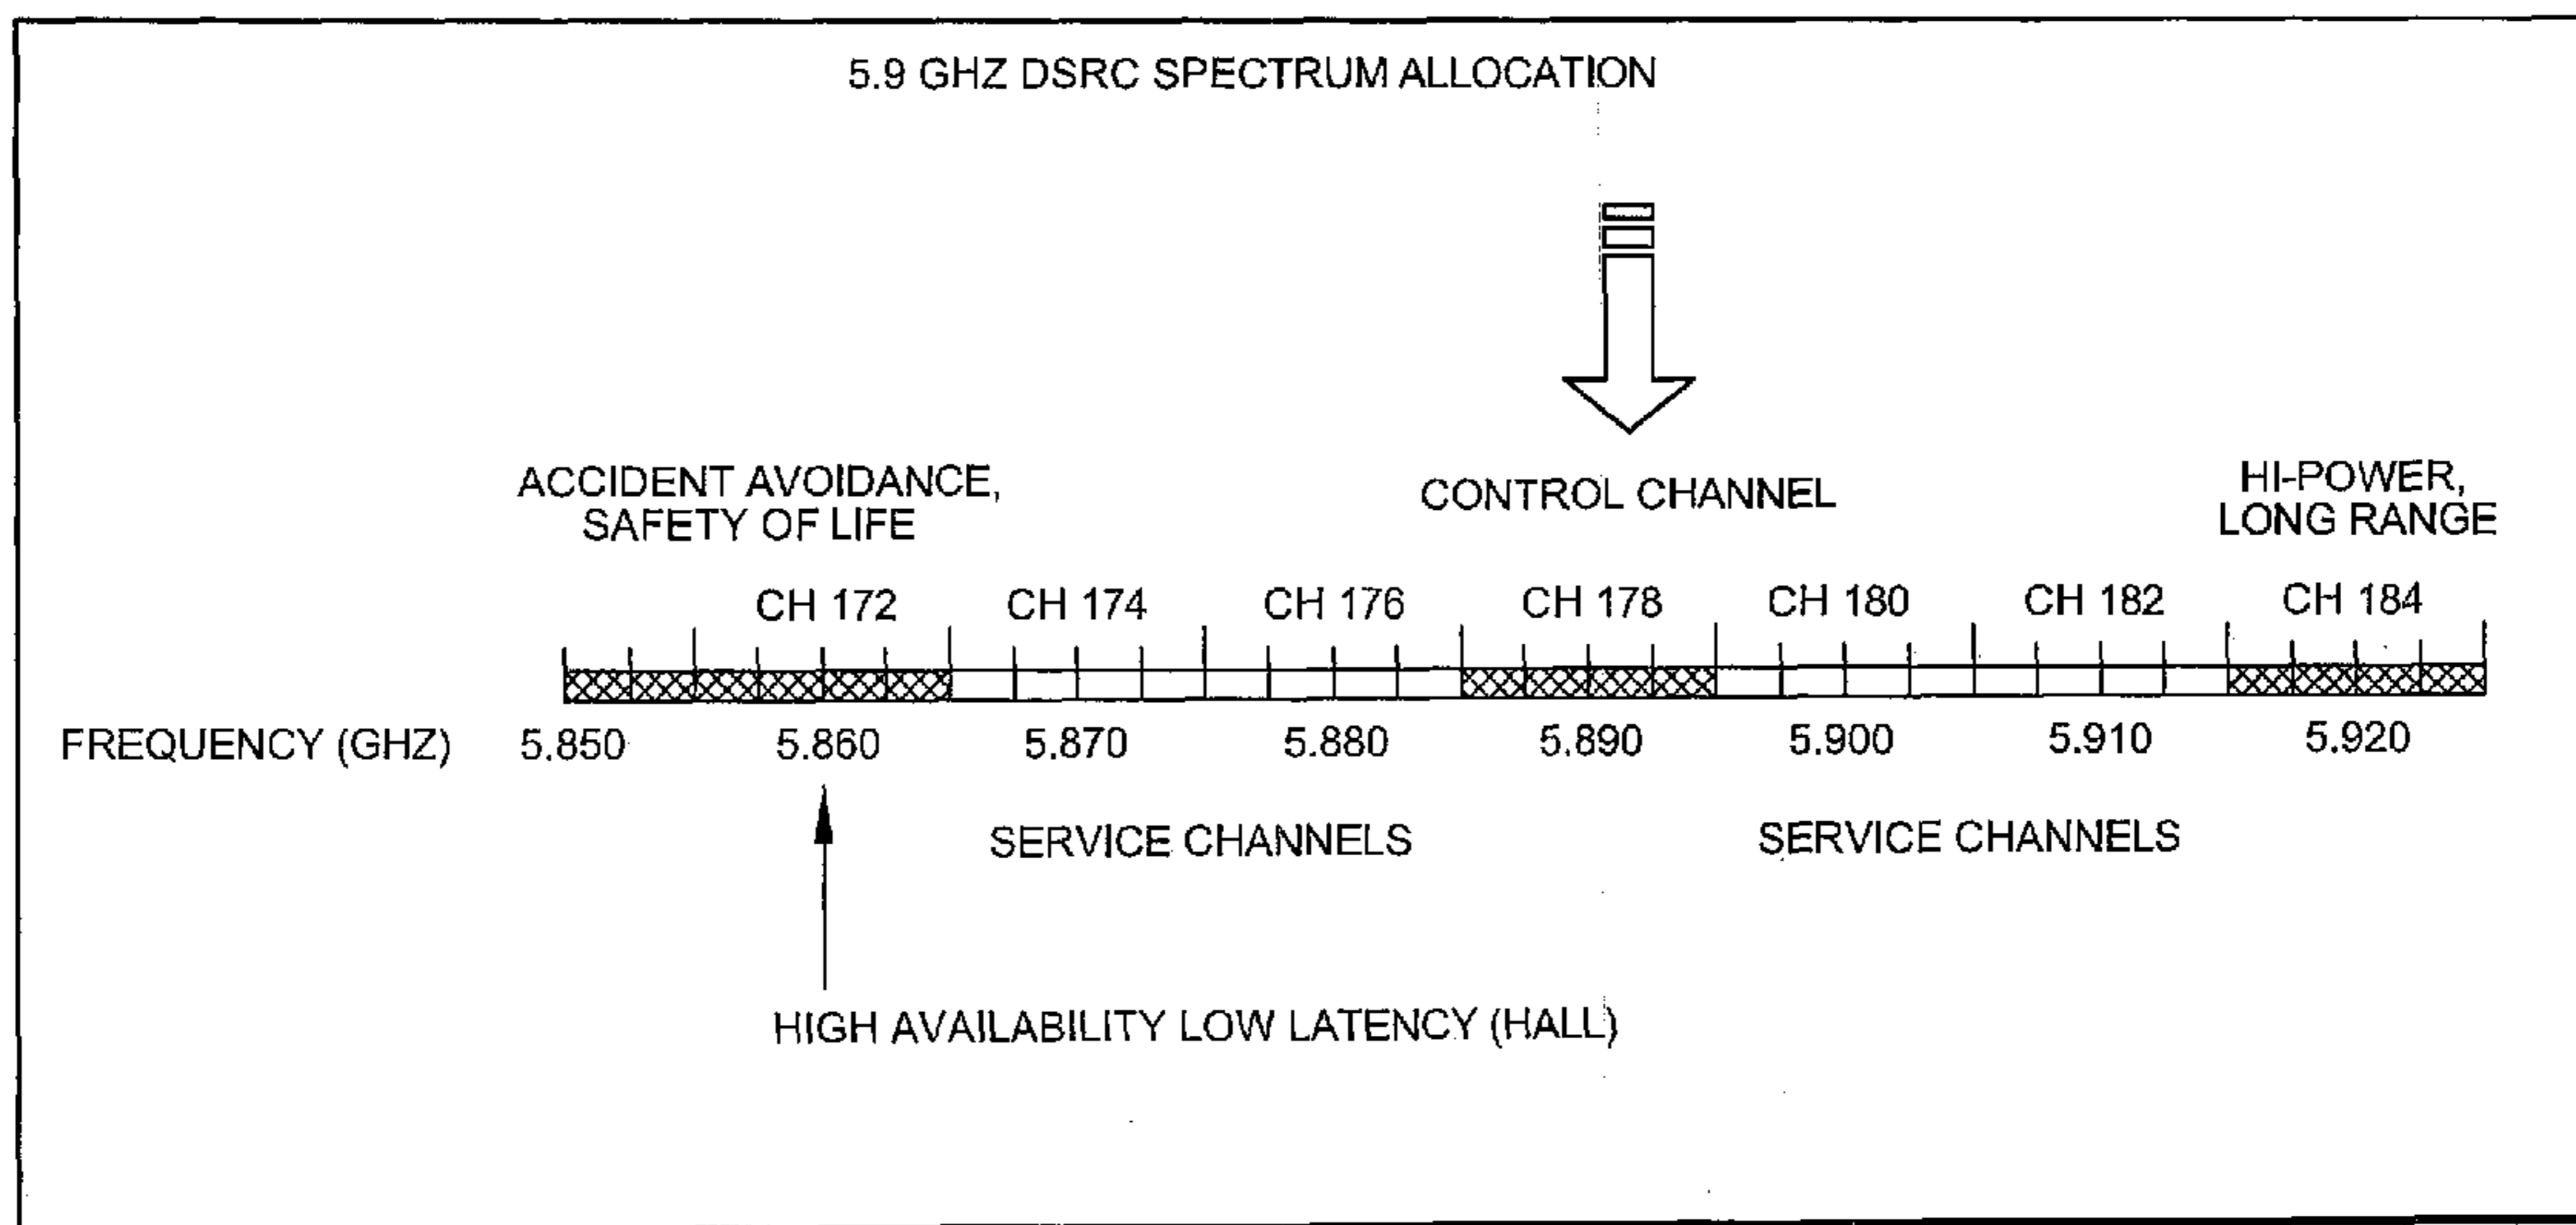 5.9 GHZ DSRC SPECTRUM ALLOCATION
ACCIDENT AVOIDANCE,
SAFETY OF LIFE
CONTROL CHANNEL
HI-POWER,
LONG RANGE
CH 172 CH 174 CH 176 CH 178 CH 180 CH 182 CH 184
FREQUENCY (GHZ) 5.850 5.860 5.870 5.880 5.890 5.900 5.910 5.920
SERVICE CHANNELS SERVICE CHANNELS
HIGH AVAILABILITY LOW LATENCY (HALL)